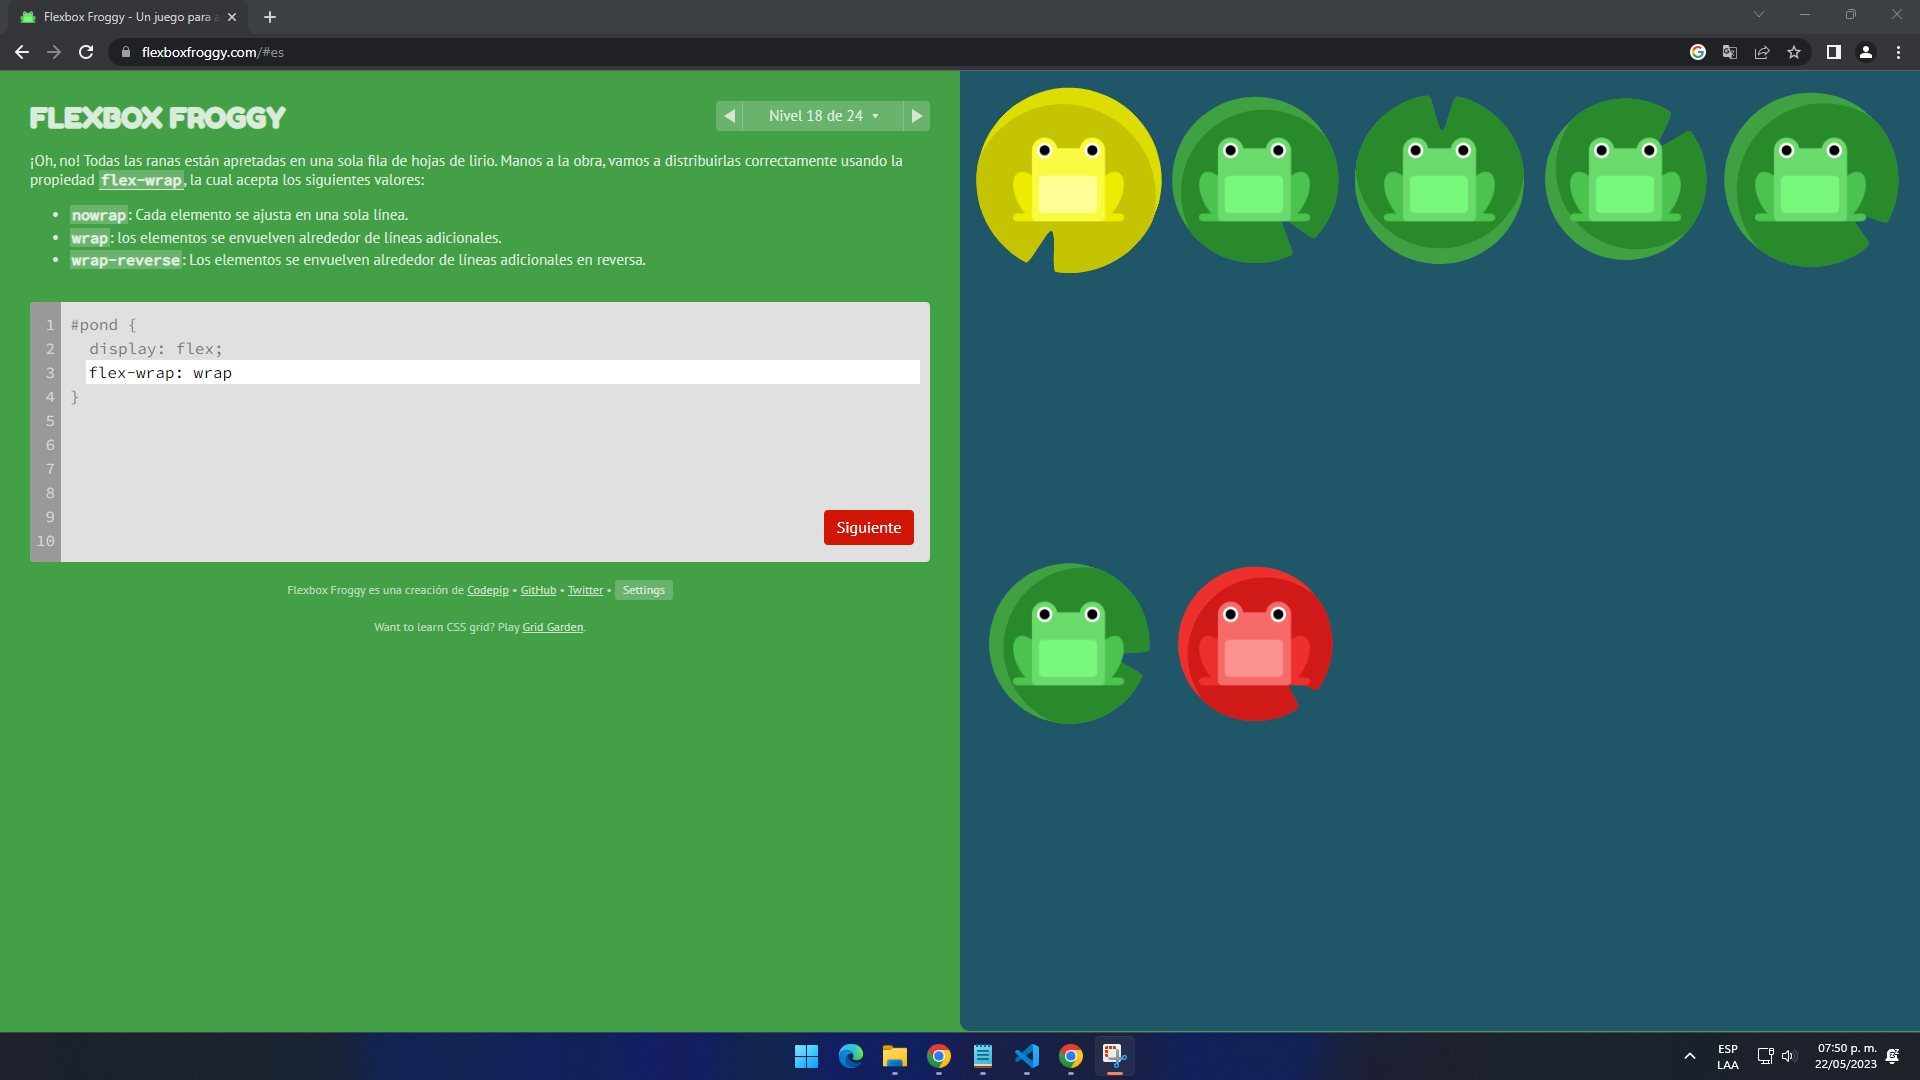 Flexbox Froggy - Un juego para a
flexboxfroggy.com/#es
FLEXBOX FROGGY
Nivel 18 de 24
¡Oh, no! Todas las ranas están apretadas en una sola fila de hojas de lirio. Manos a la obra, vamos a distribuirlas correctamente usando la
propiedad flex-wrap, la cual acepta los siguientes valores:
• nowrap: Cada elemento se ajusta en una sola línea.
• wrap: los elementos se envuelven alrededor de líneas adicionales.
• wrap-reverse: Los elementos se envuelven alrededor de líneas adicionales en reversa.
1 #pond {
2 display: flex;
3 flex-wrap: wrap
4 }
5
6
7
8
9
10
Siguiente
Flexbox Froggy es una creación de Codepip • GitHub • Twitter • Settings
Want to learn CSS grid? Play Grid Garden.
ESP
LAA
07:50 p. m.
22/05/2023